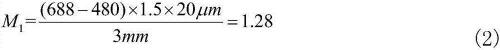 M₁ = (688−480)×1.5×20μm / 3mm = 1.28 (2)